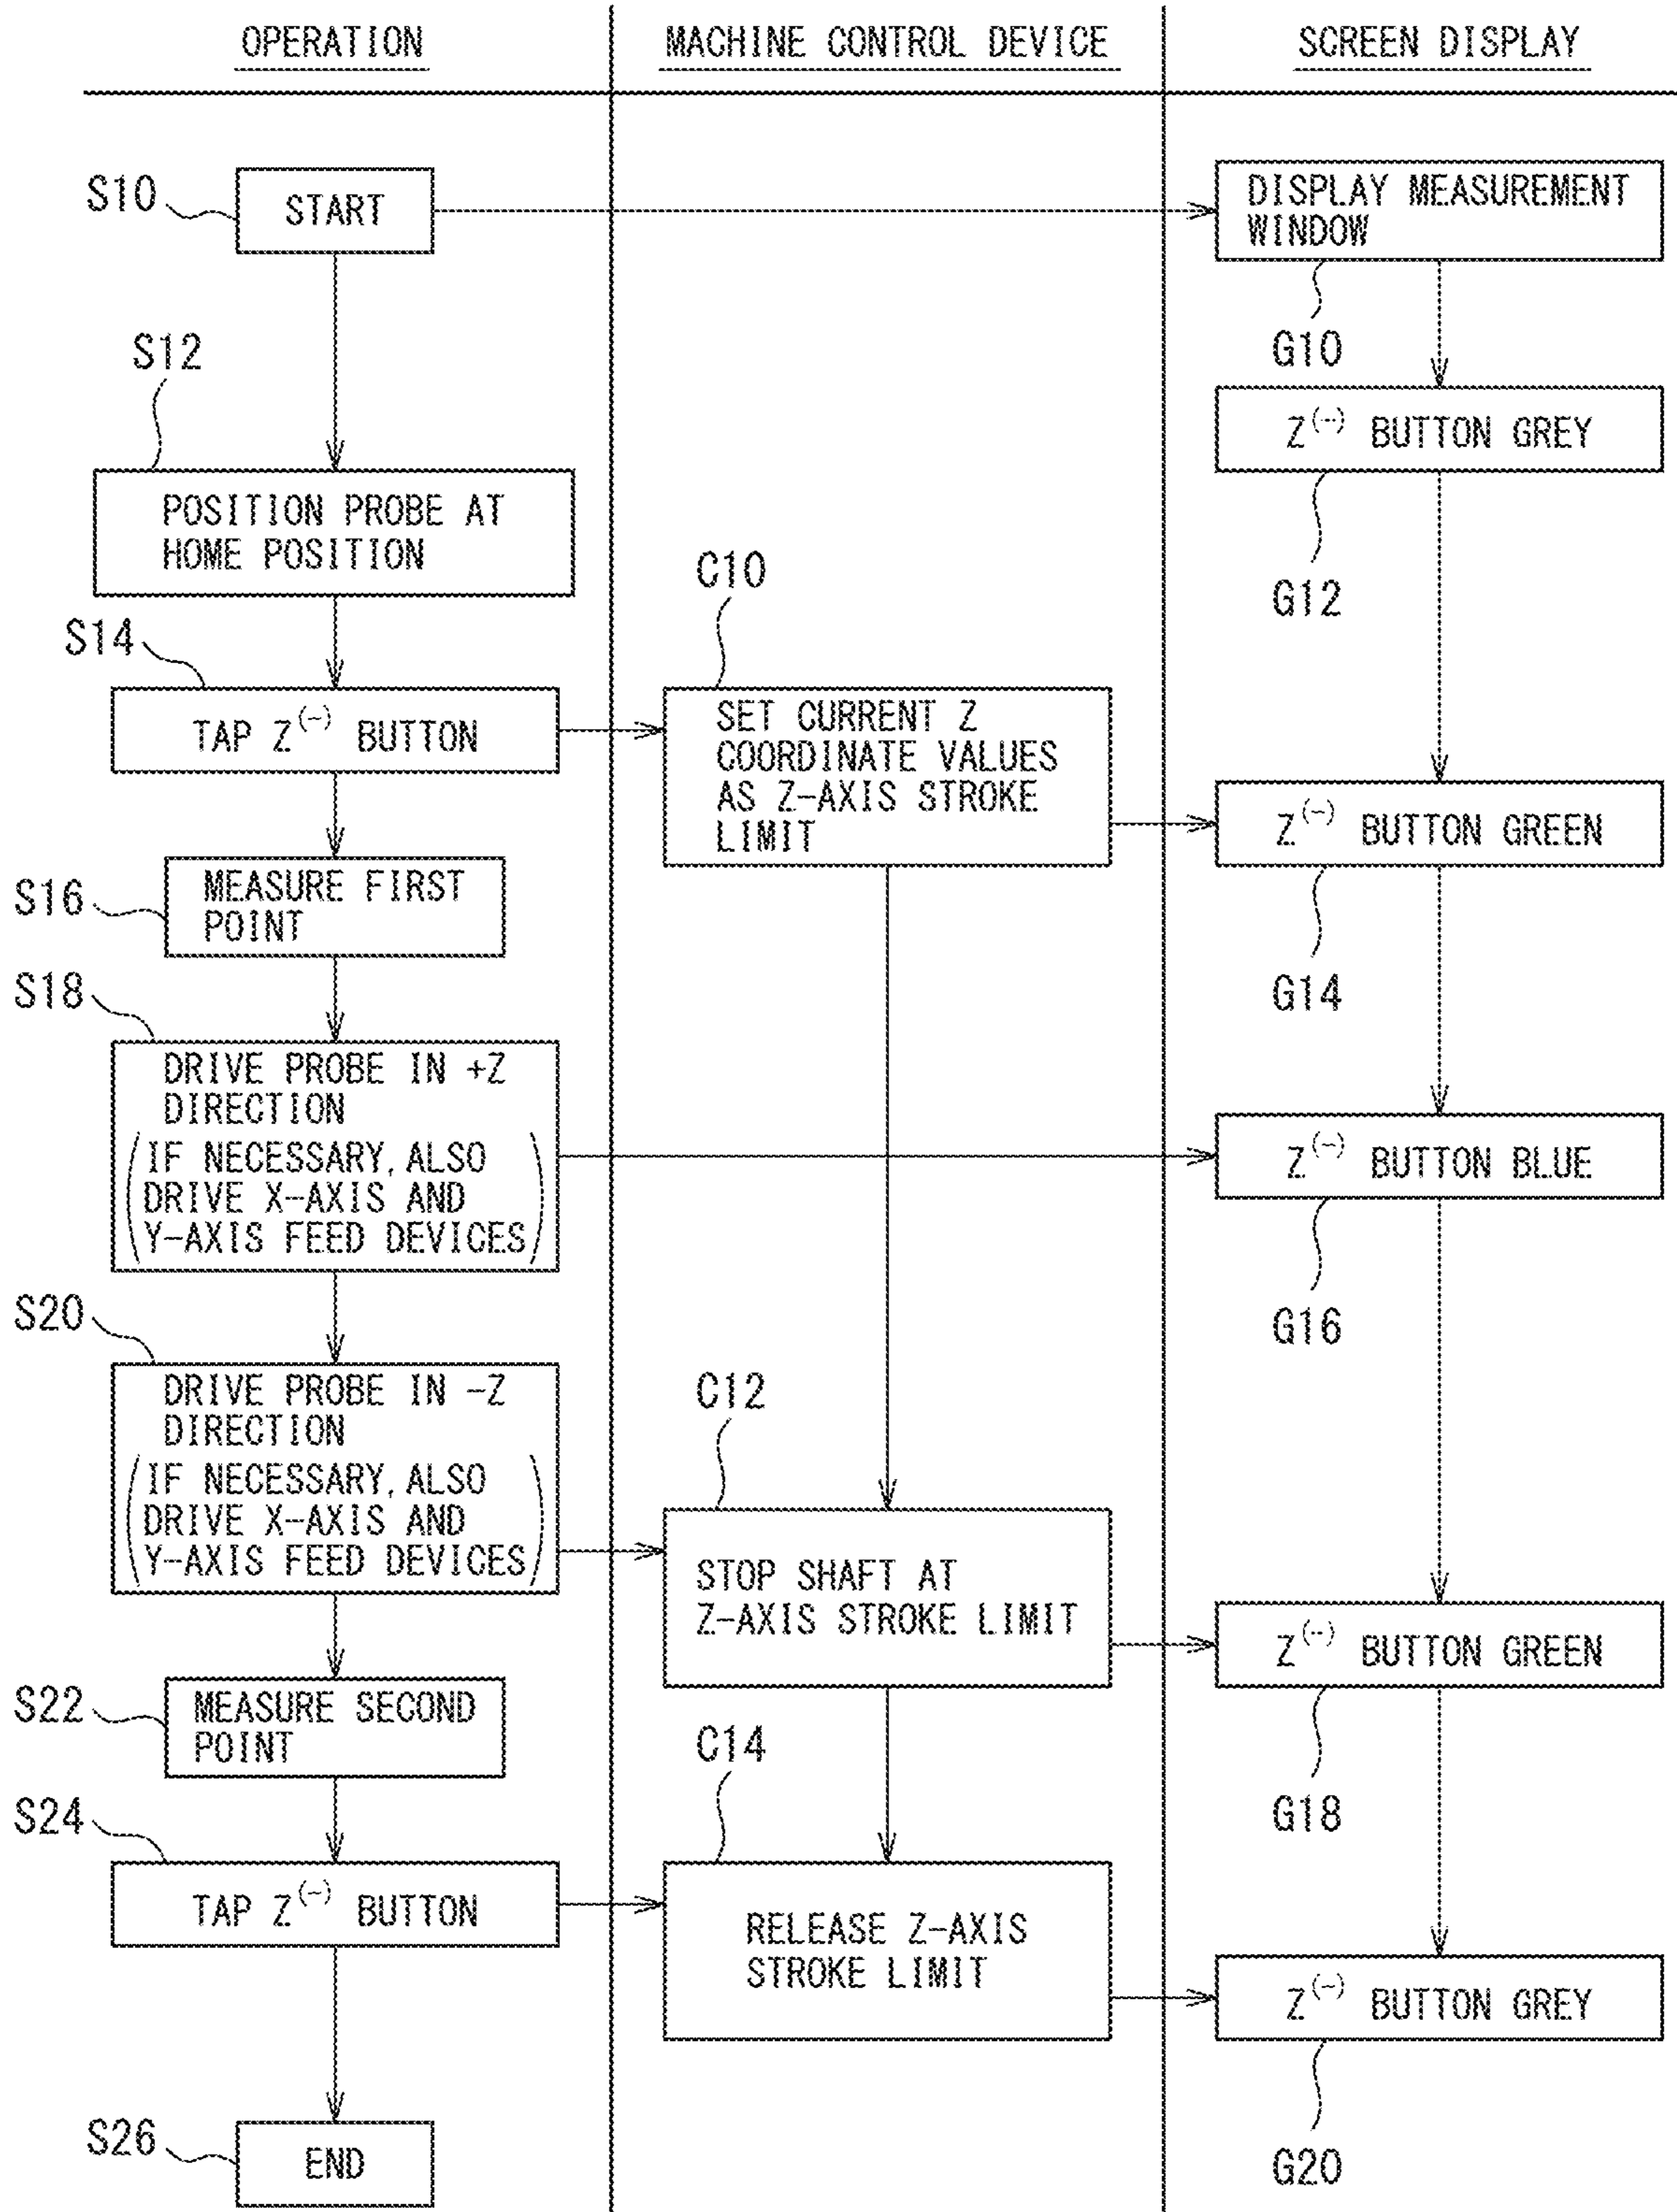 OPERATION
MACHINE CONTROL DEVICE
SCREEN DISPLAY
S10
START
DISPLAY MEASUREMENT
WINDOW
G10
S12
POSITION PROBE AT
HOME POSITION
Z(-) BUTTON GREY
G12
S14
TAP Z(-) BUTTON
C10
SET CURRENT Z
COORDINATE VALUES
AS Z-AXIS STROKE
LIMIT
Z(-) BUTTON GREEN
G14
S16
MEASURE FIRST
POINT
S18
DRIVE PROBE IN +Z
DIRECTION
(IF NECESSARY, ALSO
DRIVE X-AXIS AND
Y-AXIS FEED DEVICES)
Z(-) BUTTON BLUE
G16
S20
DRIVE PROBE IN -Z
DIRECTION
(IF NECESSARY, ALSO
DRIVE X-AXIS AND
Y-AXIS FEED DEVICES)
C12
STOP SHAFT AT
Z-AXIS STROKE LIMIT
Z(-) BUTTON GREEN
G18
S22
MEASURE SECOND
POINT
S24
TAP Z(-) BUTTON
C14
RELEASE Z-AXIS
STROKE LIMIT
Z(-) BUTTON GREY
G20
S26
END